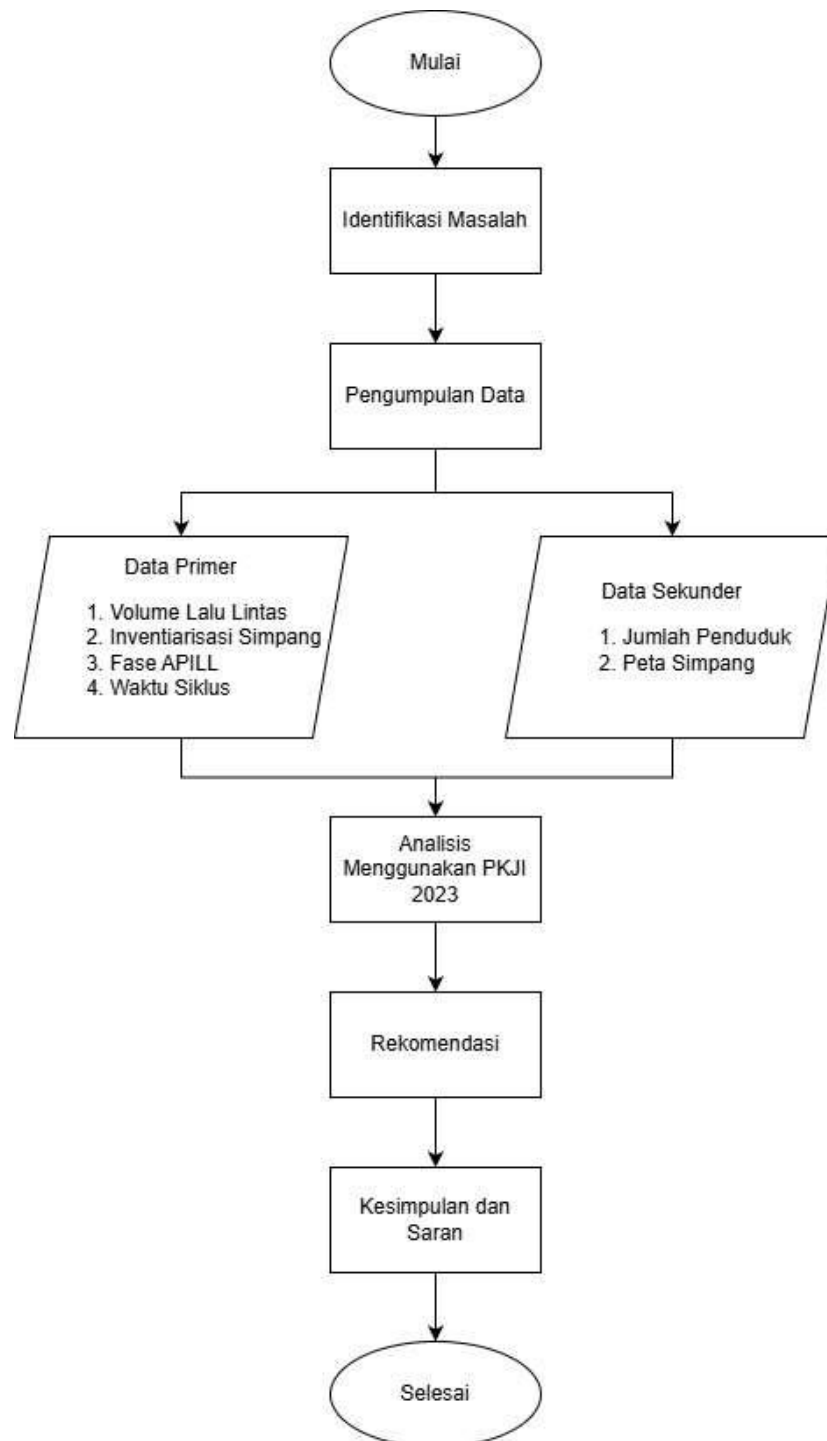 Mulai
Identifikasi Masalah
Pengumpulan Data
Data Primer
1. Volume Lalu Lintas
2. Inventiarisasi Simpang
3. Fase APILL
4. Waktu Siklus
Data Sekunder
1. Jumlah Penduduk
2. Peta Simpang
Analisis
Menggunakan PKJI
2023
Rekomendasi
Kesimpulan dan
Saran
Selesai